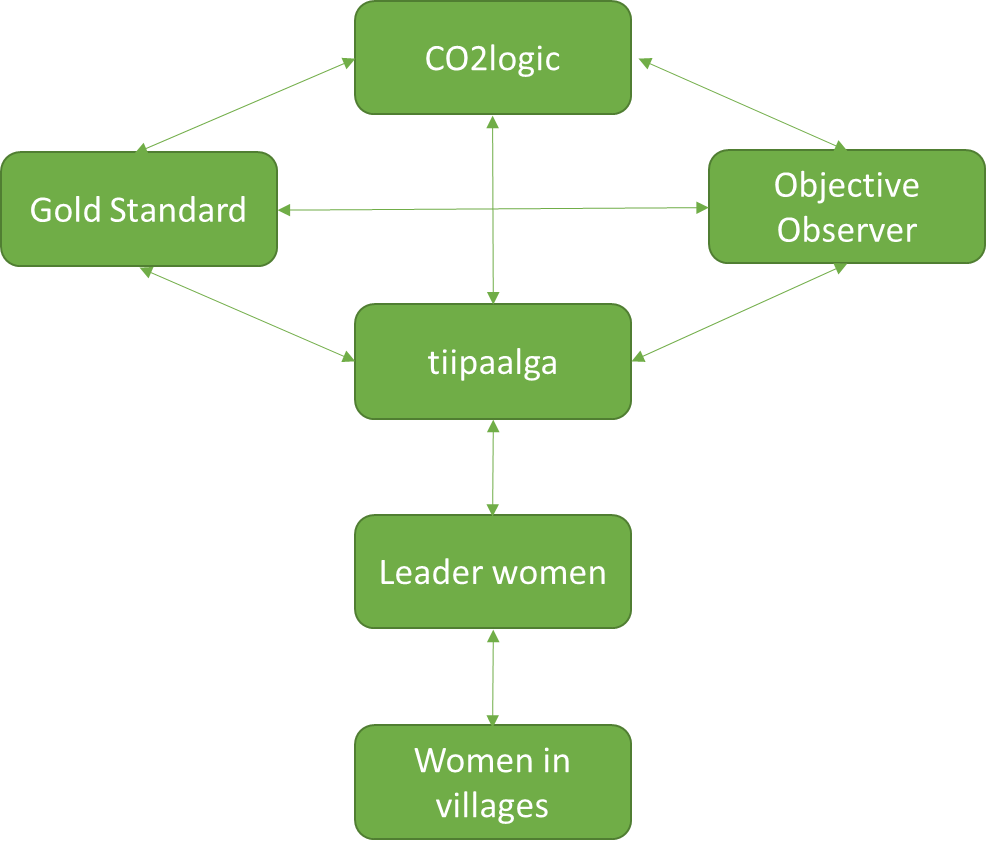 CO2logic
Gold Standard
Objective
Observer
tiipaalga
Leader women
Women in
villages